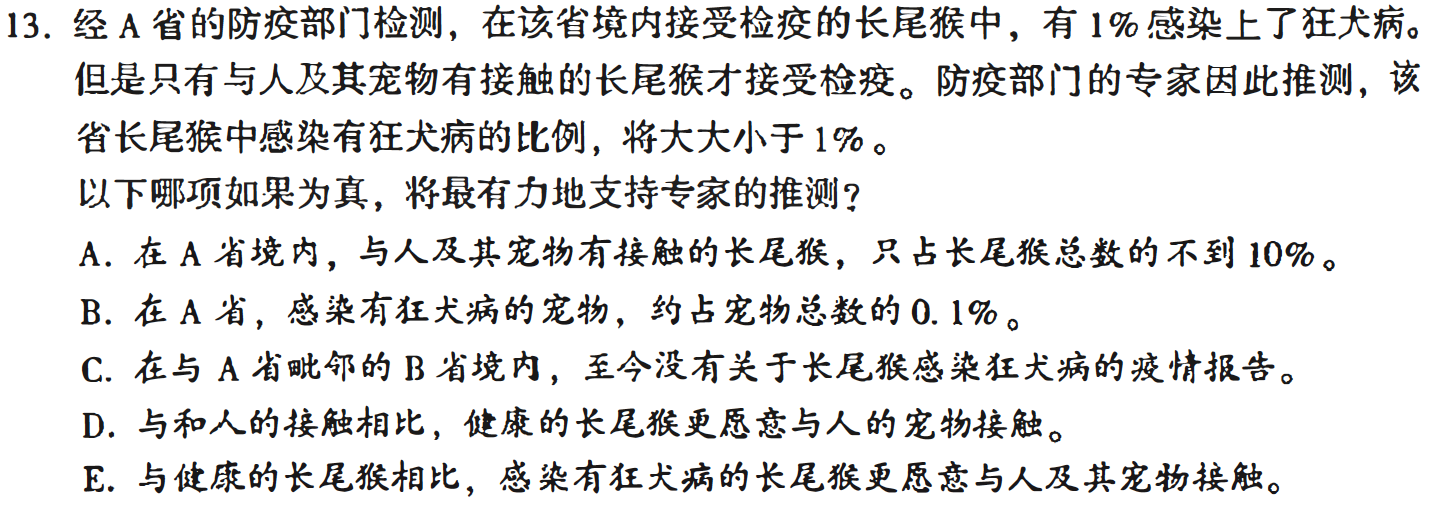 13. 经 A 省的防疫部门检测，在该省境内接受检疫的长尾猴中，有 1% 感染上了狂犬病。
但是只有与人及其宠物有接触的长尾猴才接受检疫。防疫部门的专家因此推测，该
省长尾猴中感染有狂犬病的比例，将大大小于 1%。
以下哪项如果为真，将最有力地支持专家的推测？
A. 在 A 省境内，与人及其宠物有接触的长尾猴，只占长尾猴总数的不到 10%。
B. 在 A 省，感染有狂犬病的宠物，约占宠物总数的 0.1%。
C. 在与 A 省毗邻的 B 省境内，至今没有关于长尾猴感染狂犬病的疫情报告。
D. 与和人的接触相比，健康的长尾猴更愿意与人的宠物接触。
E. 与健康的长尾猴相比，感染有狂犬病的长尾猴更愿意与人及其宠物接触。